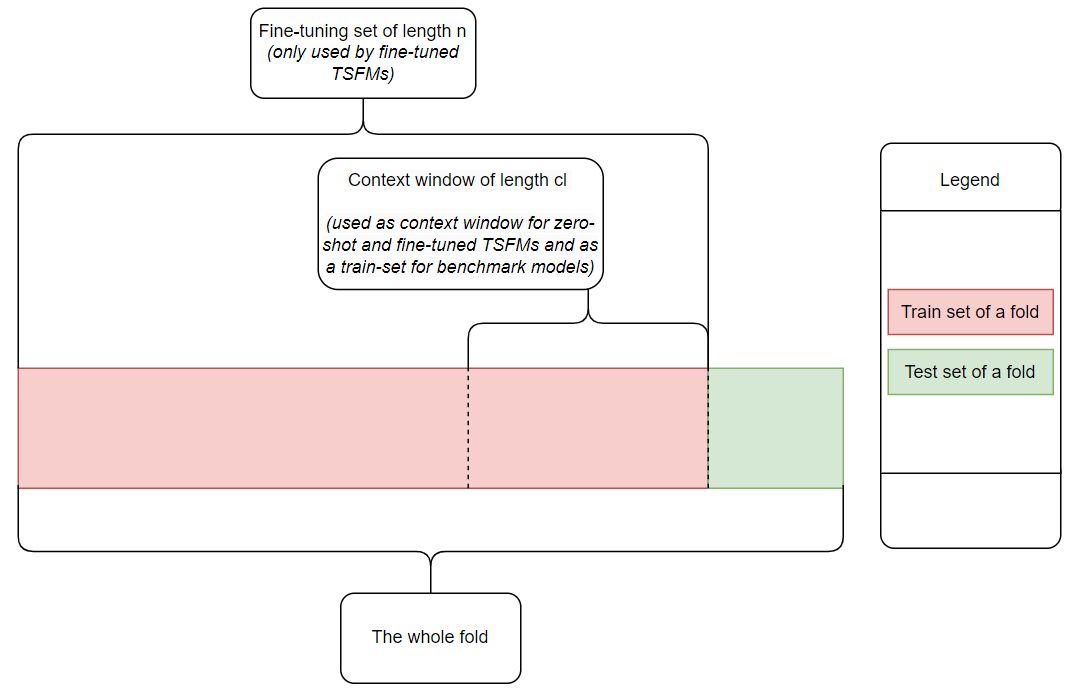 Fine-tuning set of length n
(only used by fine-tuned
TSFMs)
Context window of length cl
(used as context window for zero-
shot and fine-tuned TSFMs and as
a train-set for benchmark models)
Legend
Train set of a fold
Test set of a fold
The whole fold